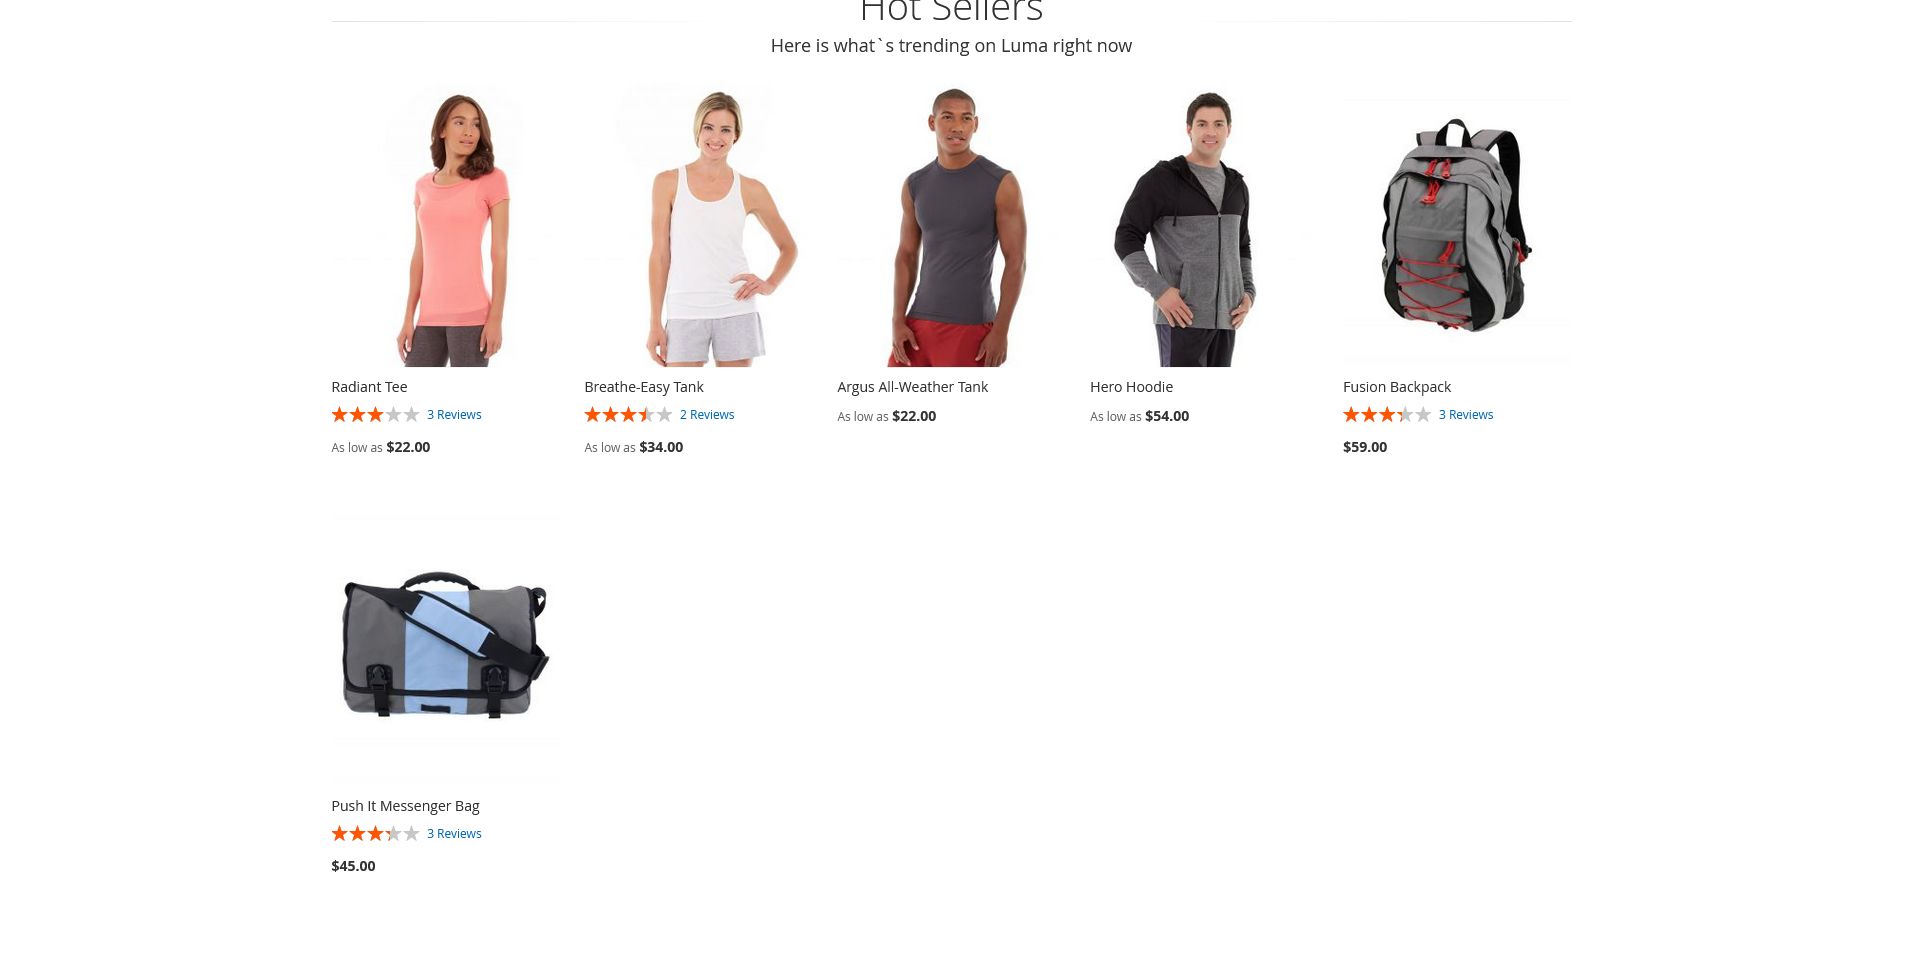 Hot Sellers
Here is what`s trending on Luma right now
Radiant Tee
3 Reviews
As low as $22.00
Breathe-Easy Tank
2 Reviews
As low as $34.00
Argus All-Weather Tank
As low as $22.00
Hero Hoodie
As low as $54.00
Fusion Backpack
3 Reviews
$59.00
Push It Messenger Bag
3 Reviews
$45.00